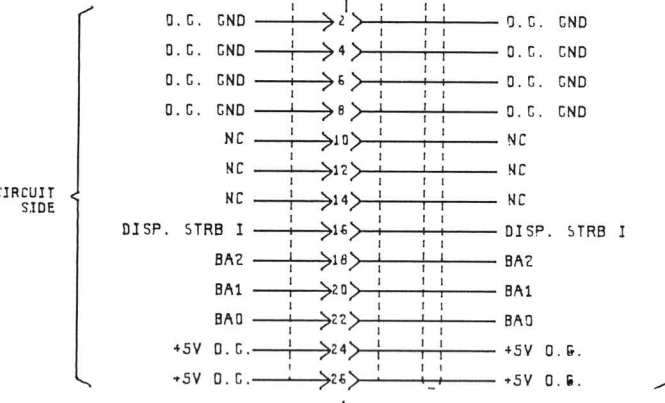 O.G. GND 2 O.G. GND
O.G. GND 4 O.G. GND
O.G. GND 6 O.G. GND
O.G. GND 8 O.G. GND
NC 10 NC
NC 12 NC
NC 14 NC
CIRCUIT SIDE
DISP. STRB I 16 DISP. STRB I
BA2 18 BA2
BA1 20 BA1
BA0 22 BA0
+5V O.G. 24 +5V O.G.
+5V O.G. 26 +5V O.G.